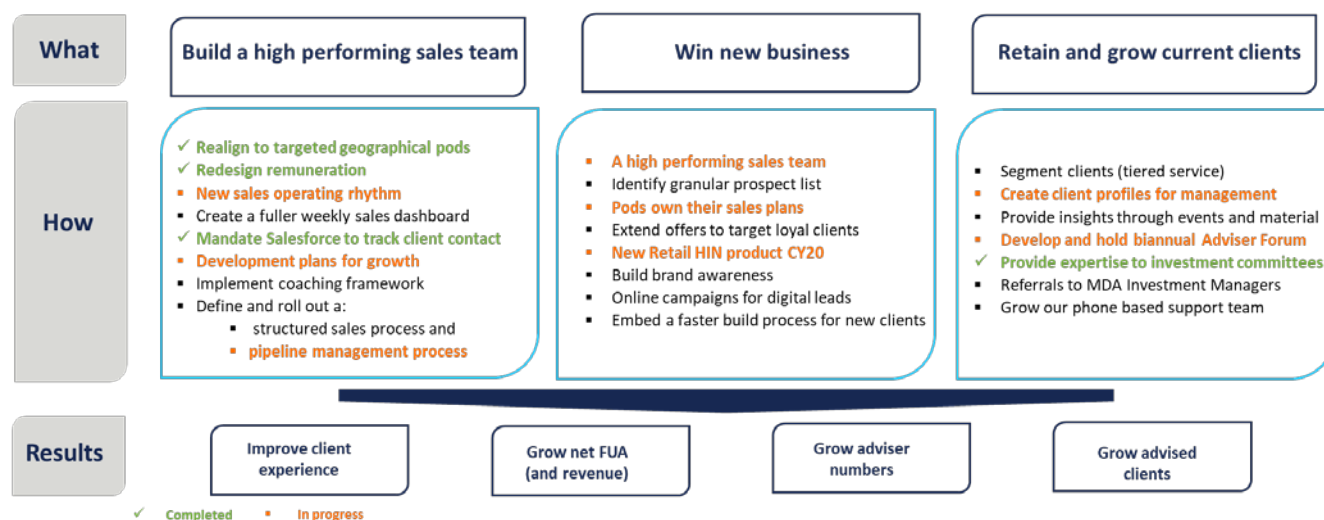 What
Build a high performing sales team
Win new business
Retain and grow current clients
How
✓ Realign to targeted geographical pods
✓ Redesign remuneration
▪ New sales operating rhythm
▪ Create a fuller weekly sales dashboard
✓ Mandate Salesforce to track client contact
▪ Development plans for growth
▪ Implement coaching framework
▪ Define and roll out a:
▪ structured sales process and
▪ pipeline management process
▪ A high performing sales team
▪ Identify granular prospect list
▪ Pods own their sales plans
▪ Extend offers to target loyal clients
▪ New Retail HIN product CY20
▪ Build brand awareness
▪ Online campaigns for digital leads
▪ Embed a faster build process for new clients
▪ Segment clients (tiered service)
▪ Create client profiles for management
▪ Provide insights through events and material
▪ Develop and hold biannual Adviser Forum
✓ Provide expertise to investment committees
▪ Referrals to MDA Investment Managers
▪ Grow our phone based support team
Results
Improve client
experience
Grow net FUA
(and revenue)
Grow adviser
numbers
Grow advised
clients
✓ Completed ▪ In progress